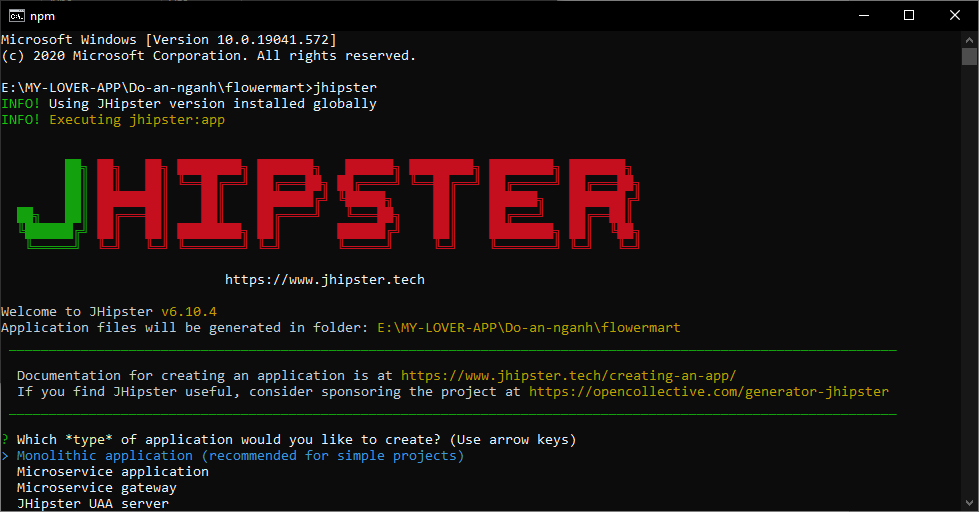 npm
Microsoft Windows [Version 10.0.19041.572]
(c) 2020 Microsoft Corporation. All rights reserved.
E:\MY-LOVER-APP\Do-an-nganh\flowermart>jhipster
INFO! Using JHipster version installed globally
INFO! Executing jhipster:app
JHIPSTER
https://www.jhipster.tech
Welcome to JHipster v6.10.4
Application files will be generated in folder: E:\MY-LOVER-APP\Do-an-nganh\flowermart
Documentation for creating an application is at https://www.jhipster.tech/creating-an-app/
If you find JHipster useful, consider sponsoring the project at https://opencollective.com/generator-jhipster
? Which *type* of application would you like to create? (Use arrow keys)
> Monolithic application (recommended for simple projects)
Microservice application
Microservice gateway
JHipster UAA server